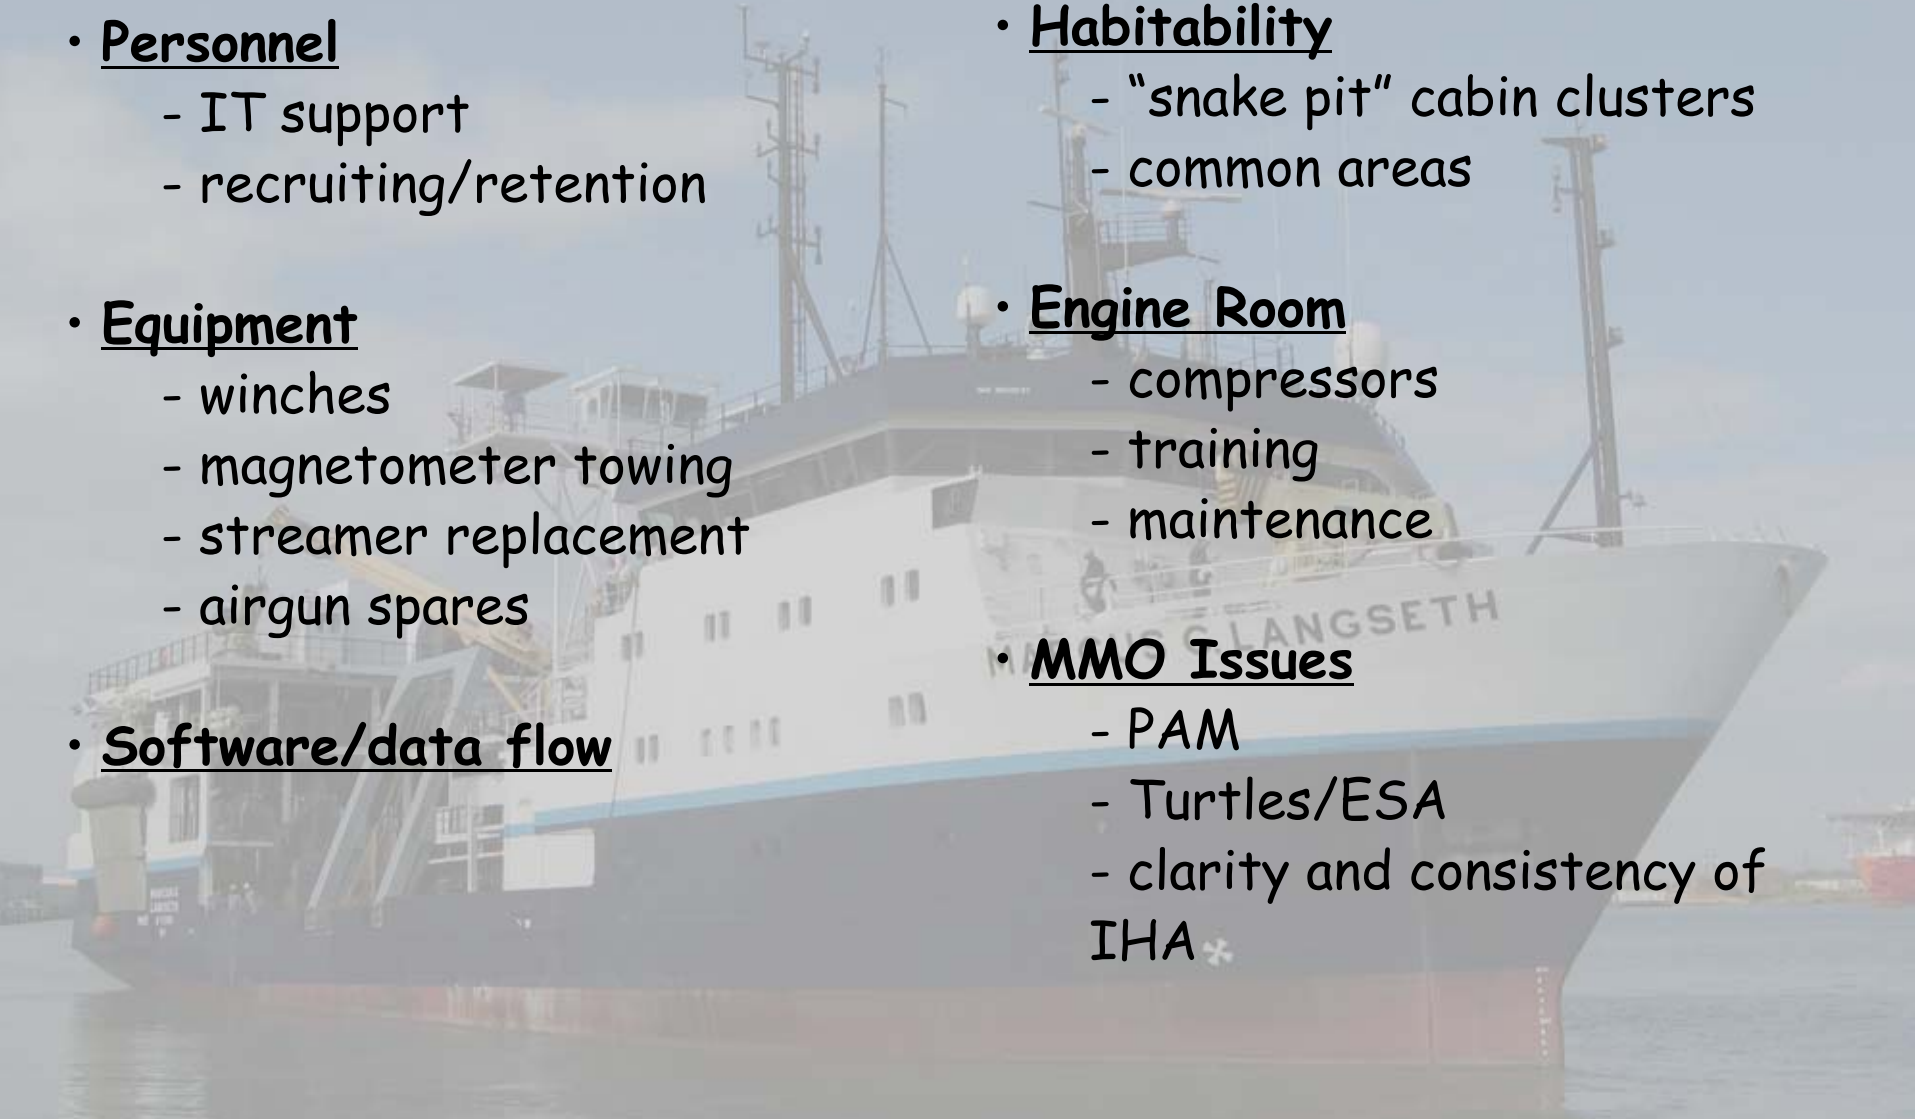 • Personnel
- IT support
- recruiting/retention
• Equipment
- winches
- magnetometer towing
- streamer replacement
- airgun spares
• Software/data flow
• Habitability
- “snake pit” cabin clusters
- common areas
• Engine Room
- compressors
- training
- maintenance
• MMO Issues
- PAM
- Turtles/ESA
- clarity and consistency of
IHA
MARCUS G. LANGSETH